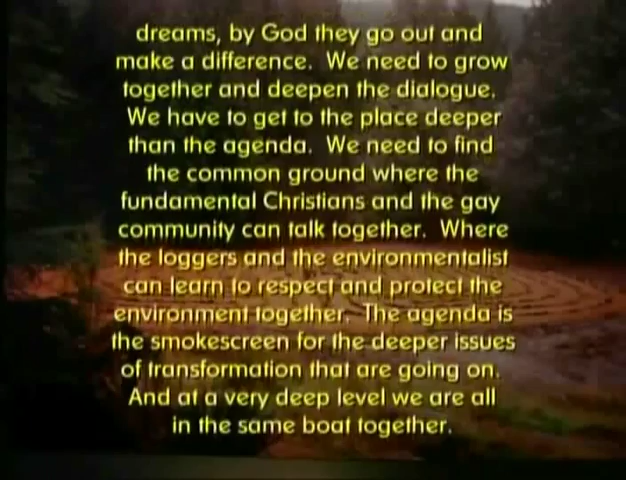 dreams, by God they go out and
make a difference. We need to grow
together and deepen the dialogue.
We have to get to the place deeper
than the agenda. We need to find
the common ground where the
fundamental Christians and the gay
community can talk together. Where
the loggers and the environmentalist
can learn to respect and protect the
environment together. The agenda is
the smokescreen for the deeper issues
of transformation that are going on.
And at a very deep level we are all
in the same boat together.